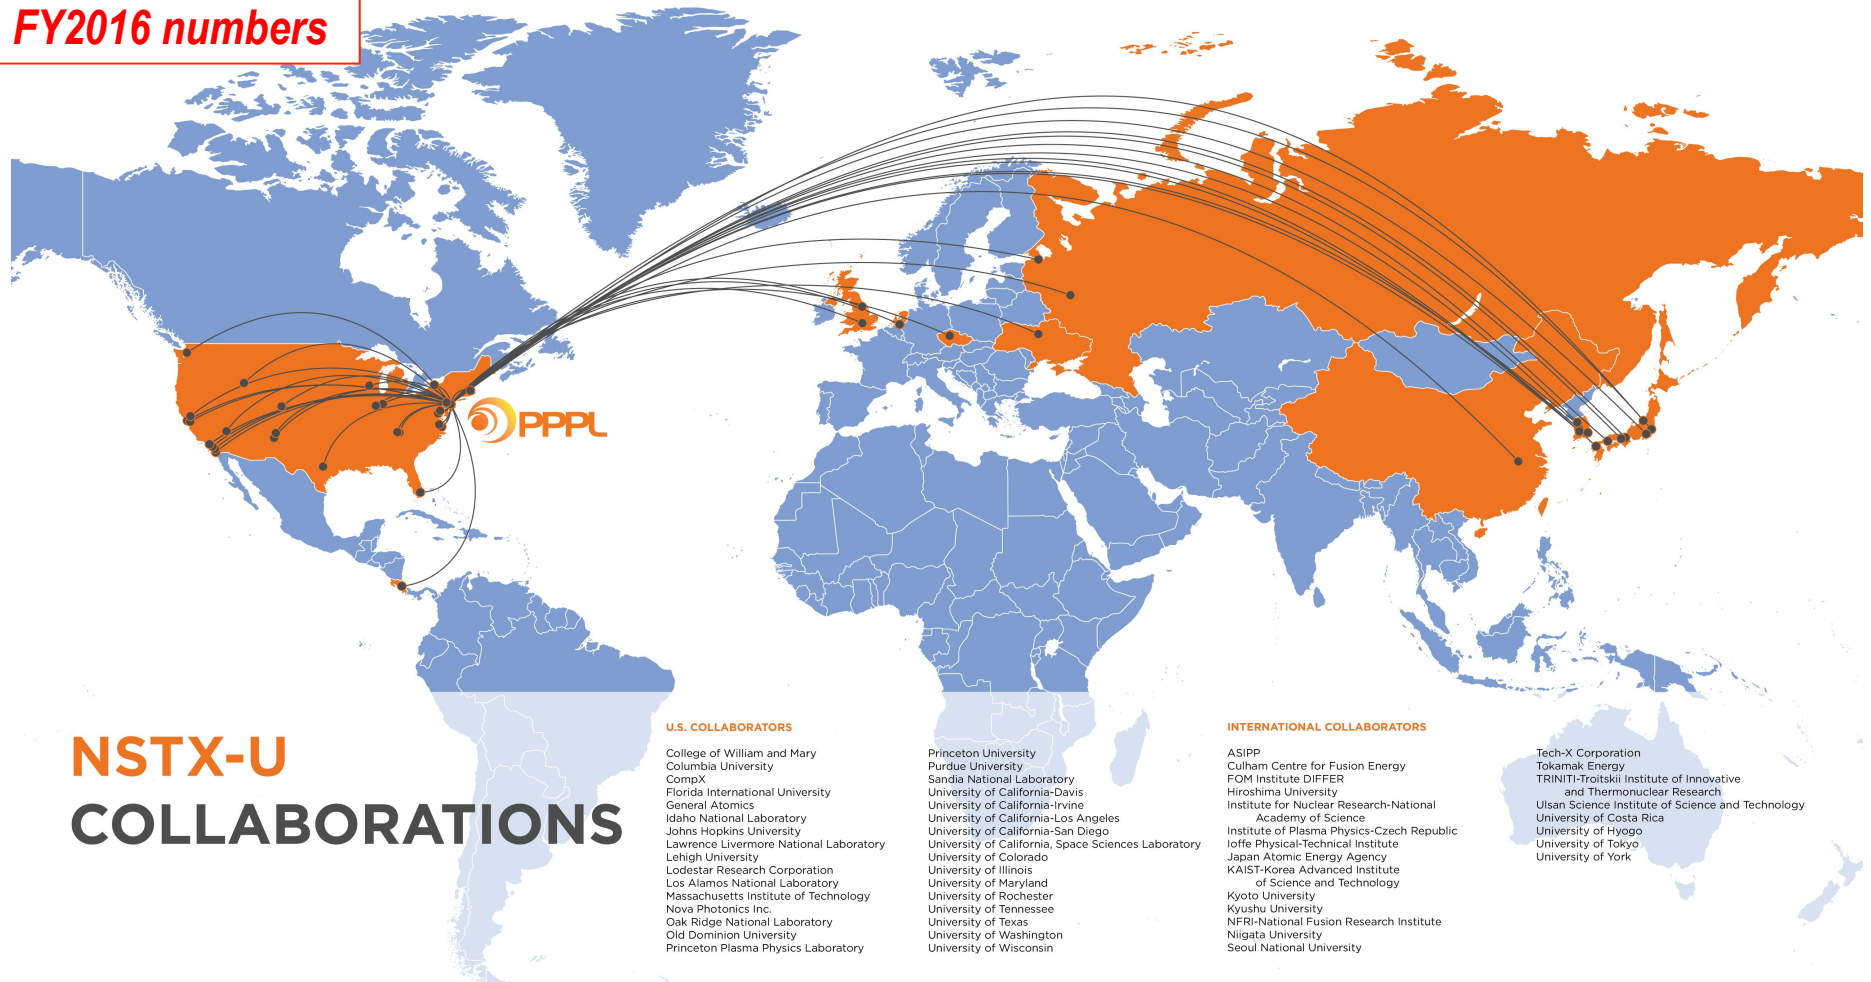 FY2016 numbers
PPPL
NSTX-U
COLLABORATIONS
U.S. COLLABORATORS
College of William and Mary
Columbia University
CompX
Florida International University
General Atomics
Idaho National Laboratory
Johns Hopkins University
Lawrence Livermore National Laboratory
Lehigh University
Lodestar Research Corporation
Los Alamos National Laboratory
Massachusetts Institute of Technology
Nova Photonics Inc.
Oak Ridge National Laboratory
Old Dominion University
Princeton Plasma Physics Laboratory
Princeton University
Purdue University
Sandia National Laboratory
University of California-Davis
University of California-Irvine
University of California-Los Angeles
University of California-San Diego
University of California, Space Sciences Laboratory
University of Colorado
University of Illinois
University of Maryland
University of Rochester
University of Tennessee
University of Texas
University of Washington
University of Wisconsin
INTERNATIONAL COLLABORATORS
ASIPP
Culham Centre for Fusion Energy
FOM Institute DIFFER
Hiroshima University
Institute for Nuclear Research-National
Academy of Science
Institute of Plasma Physics-Czech Republic
Ioffe Physical-Technical Institute
Japan Atomic Energy Agency
KAIST-Korea Advanced Institute
of Science and Technology
Kyoto University
Kyushu University
NFRI-National Fusion Research Institute
Niigata University
Seoul National University
Tech-X Corporation
Tokamak Energy
TRINITI-Troitskii Institute of Innovative
and Thermonuclear Research
Ulsan Science Institute of Science and Technology
University of Costa Rica
University of Hyogo
University of Tokyo
University of York